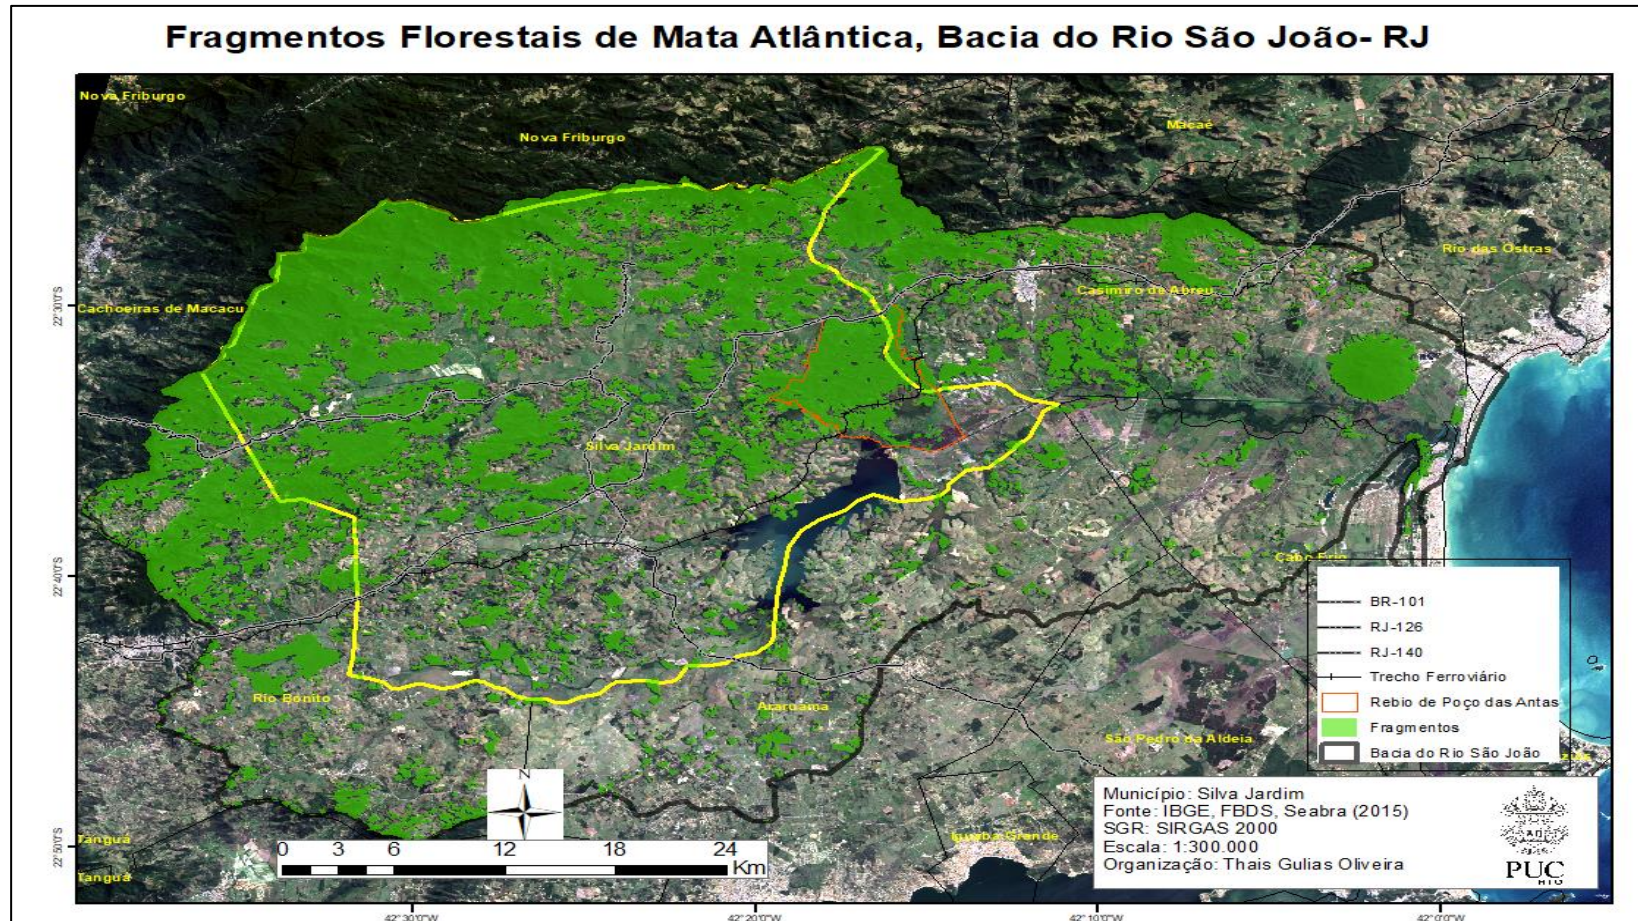 Fragmentos Florestais de Mata Atlântica, Bacia do Rio São João- RJ
Nova Friburgo
Nova Friburgo
Macaé
Rio das Ostras
Cachoeiras de Macacu
Casimiro de Abreu
Silva Jardim
Cabo Frio
Rio Bonito
Araruama
São Pedro da Aldeia
Iguaba Grande
Tanguá
Tanguá
22°30'0"S
22°40'0"S
22°50'0"S
42°30'0"W
42°20'0"W
42°10'0"W
42°0'0"W
BR-101
RJ-126
RJ-140
Trecho Ferroviário
Rebio de Poço das Antas
Fragmentos
Bacia do Rio São João
N
0 3 6 12 18 24
Km
Município: Silva Jardim
Fonte: IBGE, FBDS, Seabra (2015)
SGR: SIRGAS 2000
Escala: 1:300.000
Organização: Thais Gulias Oliveira
PUC
RIO